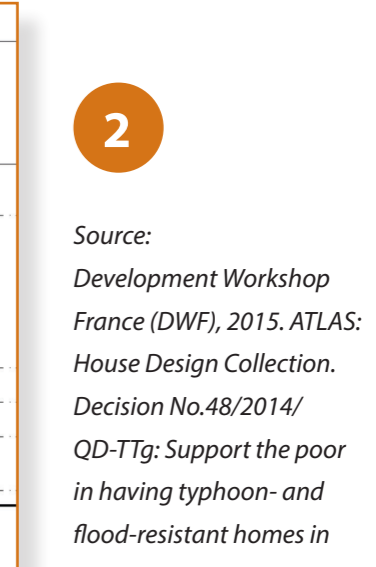 2
Source:
Development Workshop
France (DWF), 2015. ATLAS:
House Design Collection.
Decision No.48/2014/
QD-TTg: Support the poor
in having typhoon- and
flood-resistant homes in